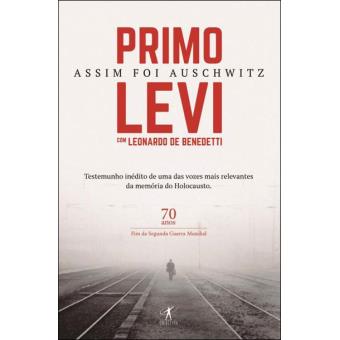 PRIMO
ASSIM FOI AUSCHWITZ
LEVI
COM LEONARDO DE BENEDETTI
Testemunho inédito de uma das vozes mais relevantes
da memória do Holocausto.
70
anos
Fim da Segunda Guerra Mundial
OBJECTIVA